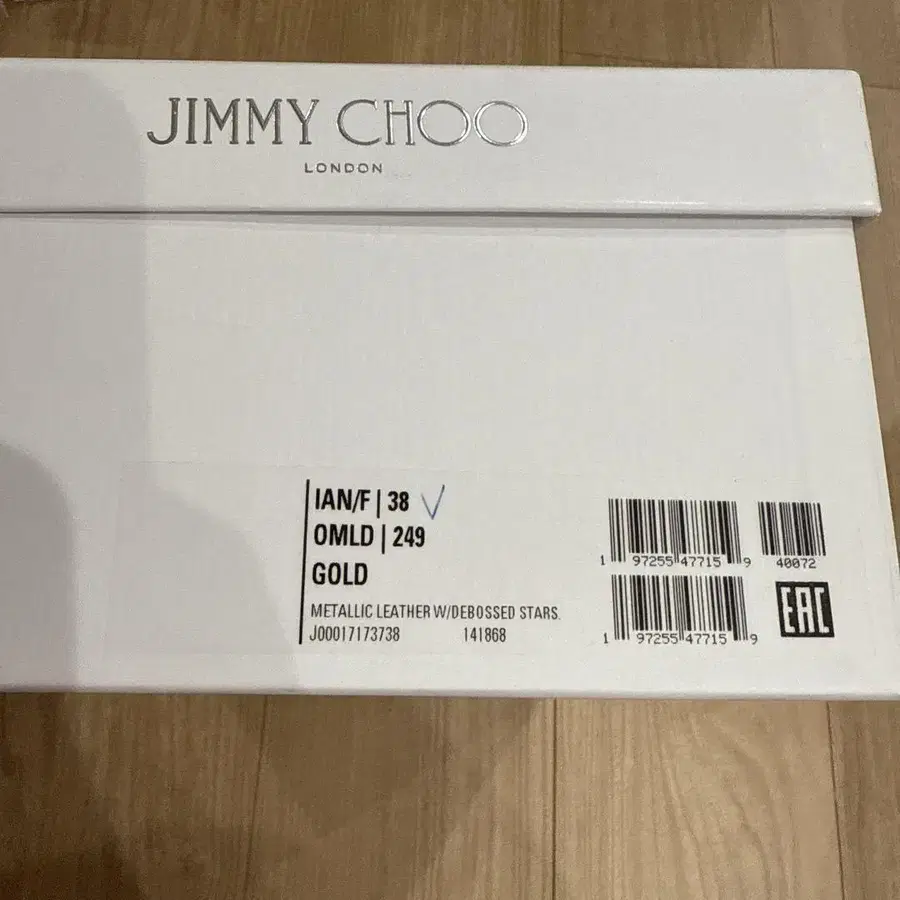 JIMMY CHOO
LONDON
IAN/F | 38
OMLD | 249
GOLD
METALLIC LEATHER W/DEBOSSED STARS.
J00017173738 141868
1 97255 47715 9
40072
1 97255 47715 9
EAC